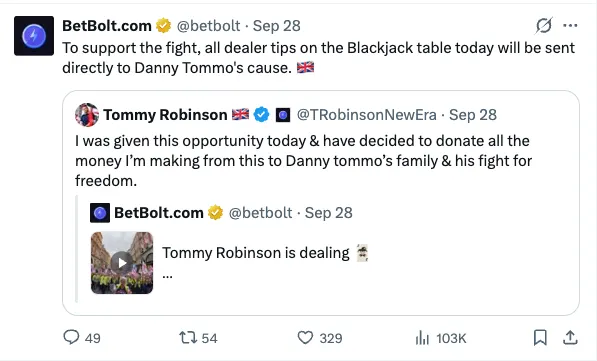 BetBolt.com @betbolt · Sep 28
To support the fight, all dealer tips on the Blackjack table today will be sent
directly to Danny Tommo's cause. 🇬🇧
Tommy Robinson 🇬🇧 @TRobinsonNewEra · Sep 28
I was given this opportunity today & have decided to donate all the
money I’m making from this to Danny tommo’s family & his fight for
freedom.
BetBolt.com @betbolt · Sep 28
Tommy Robinson is dealing
...
49 54 329 103K